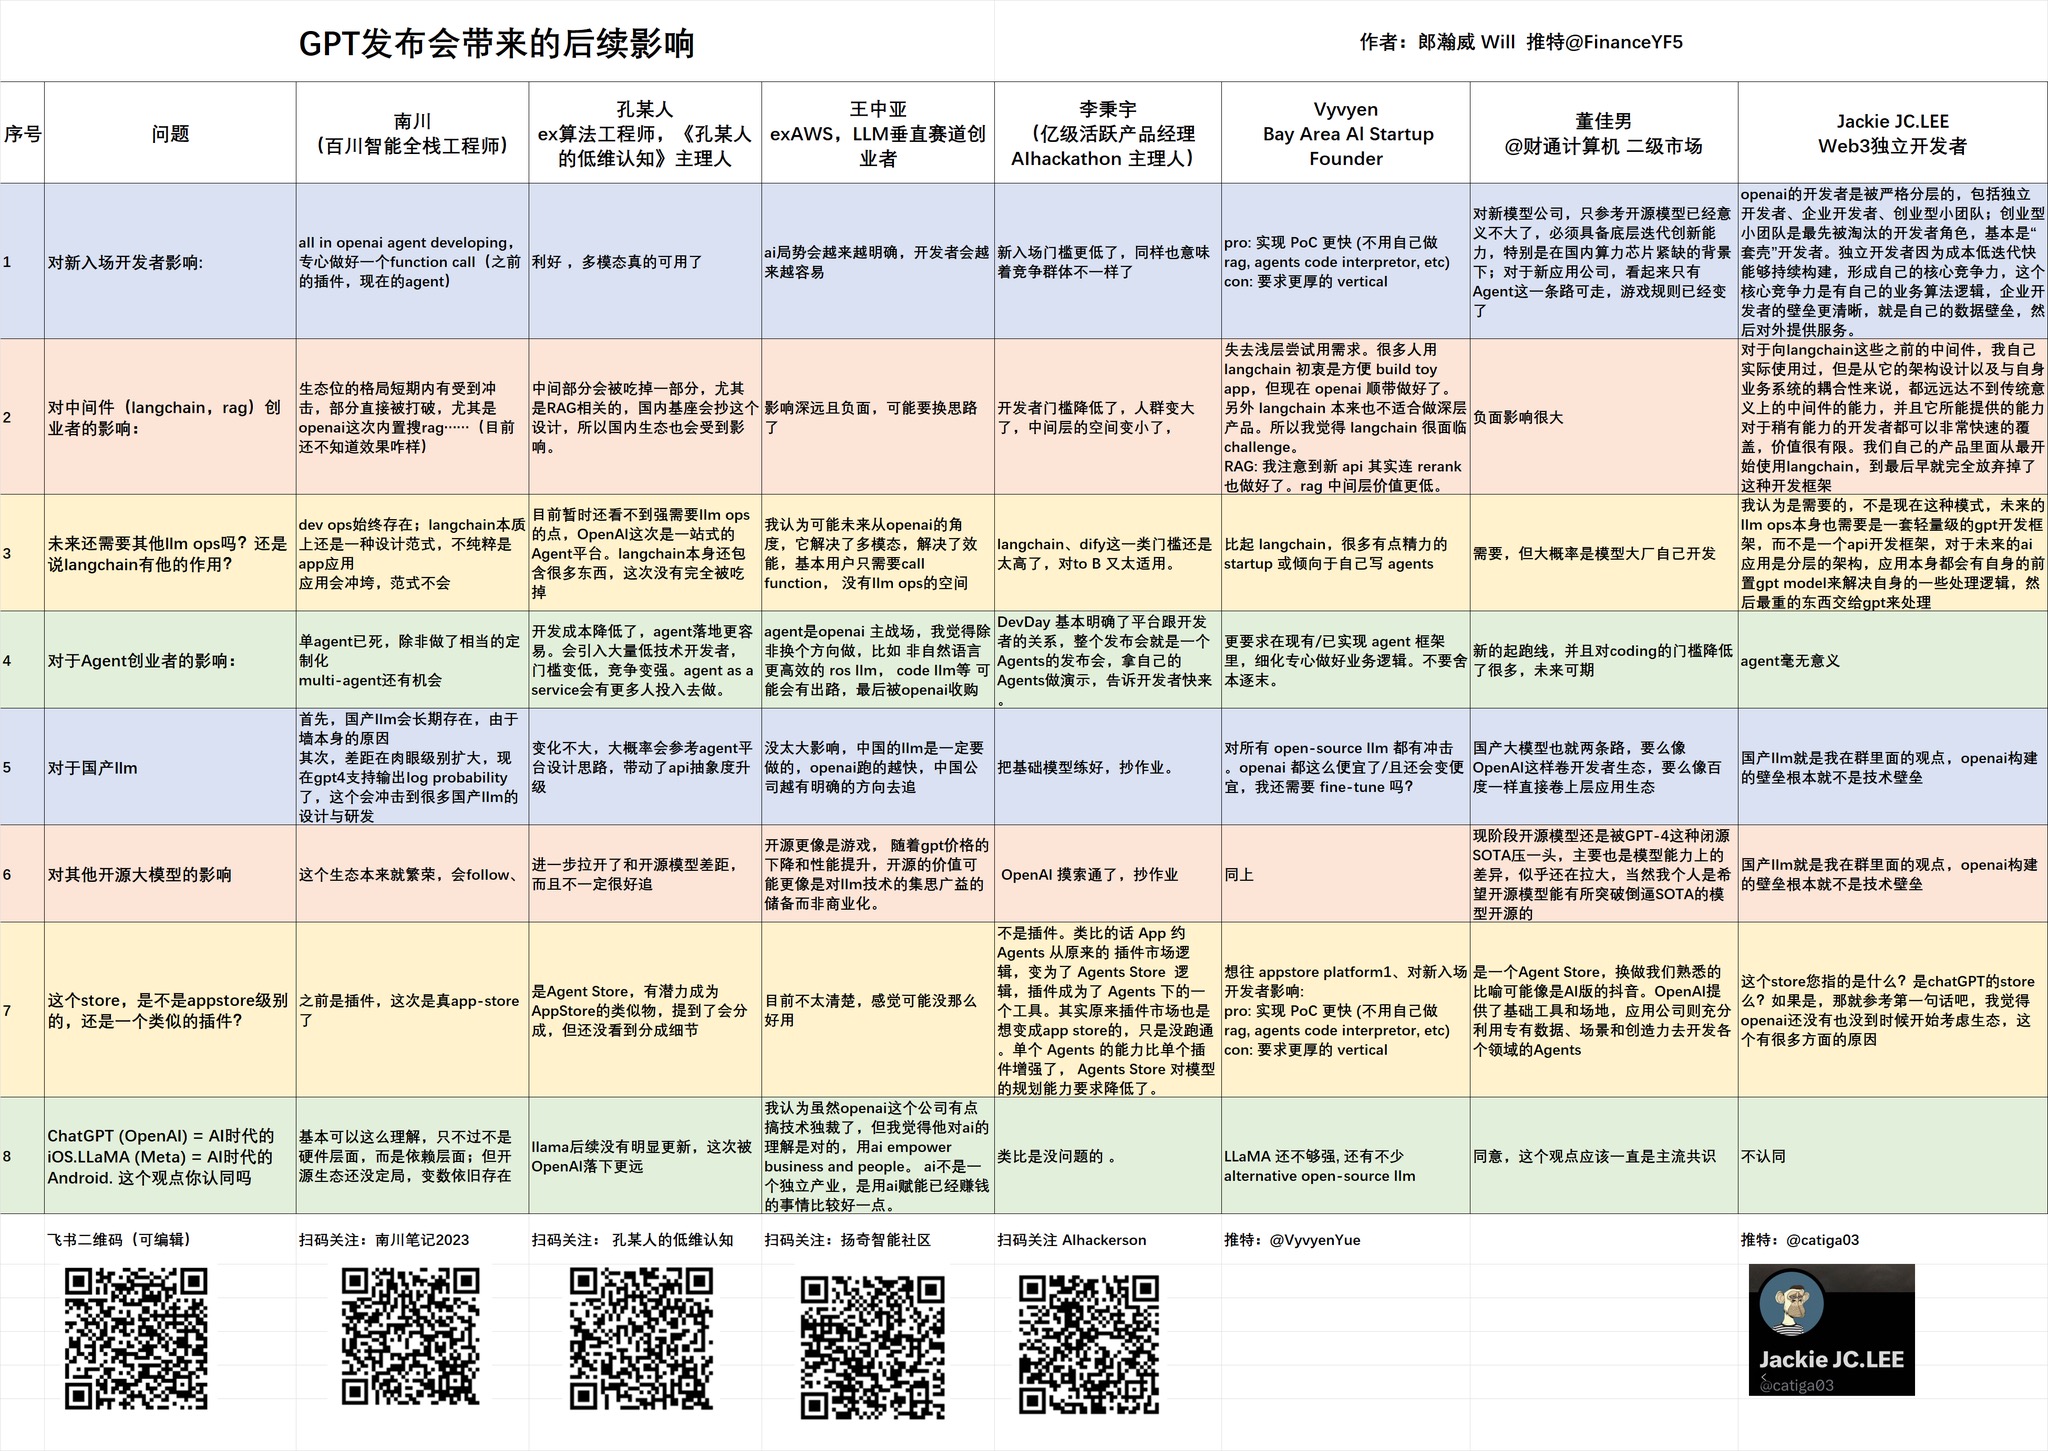 GPT发布会带来的后续影响
作者：郎瀚威 Will 推特@FinanceYF5
序号
问题
南川
（百川智能全栈工程师）
孔某人
ex算法工程师，《孔某人
的低维认知》主理人
王中亚
exAWS，LLM垂直赛道创
业者
李秉宇
（亿级活跃产品经理
AIhackathon 主理人）
Vyvyen
Bay Area AI Startup
Founder
董佳男
@财通计算机 二级市场
Jackie JC.LEE
Web3独立开发者
1
对新入场开发者影响:
all in openai agent developing，
专心做好一个function call（之前
的插件，现在的agent）
利好 ，多模态真的可用了
ai局势会越来越明确，开发者会越
来越容易
新入场门槛更低了，同样也意味
着竞争群体不一样了
pro: 实现 PoC 更快 (不用自己做
rag, agents code interpretor, etc)
con: 要求更厚的 vertical
对新模型公司，只参考开源模型已经意
义不大了，必须具备底层迭代创新能
力，特别是在国内算力芯片紧缺的背景
下；对于新应用公司，看起来只有
Agent这一条路可走，游戏规则已经变
了
openai的开发者是被严格分层的，包括独立
开发者、企业开发者、创业型小团队；创业型
小团队是最先被淘汰的开发者角色，基本是“
套壳”开发者。独立开发者因为成本低迭代快
能够持续构建，形成自己的核心竞争力，这个
核心竞争力是有自己的业务算法逻辑，企业开
发者的壁垒更清晰，就是自己的数据壁垒，然
后对外提供服务。
2
对中间件（langchain，rag）创
业者的影响：
生态位的格局短期内有受到冲
击，部分直接被打破，尤其是
openai这次内置搜rag……（目前
还不知道效果咋样）
中间部分会被吃掉一部分，尤其
是RAG相关的，国内基座会抄这个
设计，所以国内生态也会受到影
响。
影响深远且负面，可能要换思路
了
开发者门槛降低了，人群变大
了，中间层的空间变小了，
失去浅层尝试用需求。很多人用
langchain 初衷是方便 build toy
app，但现在 openai 顺带做好了。
另外 langchain 本来也不适合做深层
产品。所以我觉得 langchain 很面临
challenge。
RAG: 我注意到新 api 其实连 rerank
也做好了。rag 中间层价值更低。
负面影响很大
对于向langchain这些之前的中间件，我自己
实际使用过，但是从它的架构设计以及与自身
业务系统的耦合性来说，都远远达不到传统意
义上的中间件的能力，并且它所能提供的能力
对于稍有能力的开发者都可以非常快速的覆
盖，价值很有限。我们自己的产品里面从最开
始使用langchain，到最后早就完全放弃掉了
这种开发框架
3
未来还需要其他llm ops吗？还是
说langchain有他的作用？
dev ops始终存在；langchain本质
上还是一种设计范式，不纯粹是
app应用
应用会冲垮，范式不会
目前暂时还看不到强需要llm ops
的点，OpenAI这次是一站式的
Agent平台。langchain本身还包
含很多东西，这次没有完全被吃
掉
我认为可能未来从openai的角
度，它解决了多模态，解决了效
能，基本用户只需要call
function， 没有llm ops的空间
langchain、dify这一类门槛还是
太高了，对to B 又太适用。
比起 langchain，很多有点精力的
startup 或倾向于自己写 agents
需要，但大概率是模型大厂自己开发
我认为是需要的，不是现在这种模式，未来的
llm ops本身也需要是一套轻量级的gpt开发框
架，而不是一个api开发框架，对于未来的ai
应用是分层的架构，应用本身都会有自身的前
置gpt model来解决自身的一些处理逻辑，然
后最重的东西交给gpt来处理
4
对于Agent创业者的影响：
单agent已死，除非做了相当的定
制化
multi-agent还有机会
开发成本降低了，agent落地更容
易。会引入大量低技术开发者，
门槛变低，竞争变强。agent as a
service会有更多人投入去做。
agent是openai 主战场，我觉得除
非换个方向做，比如 非自然语言
更高效的 ros llm， code llm等 可
能会有出路，最后被openai收购
DevDay 基本明确了平台跟开发
者的关系，整个发布会就是一个
Agents的发布会，拿自己的
Agents做演示，告诉开发者快来
。
更要求在现有/已实现 agent 框架
里，细化专心做好业务逻辑。不要舍
本逐末。
新的起跑线，并且对coding的门槛降低
了很多，未来可期
agent毫无意义
5
对于国产llm
首先，国产llm会长期存在，由于
墙本身的原因
其次，差距在肉眼级别扩大，现
在gpt4支持输出log probability
了，这个会冲击到很多国产llm的
设计与研发
变化不大，大概率会参考agent平
台设计思路，带动了api抽象度升
级
没太大影响，中国的llm是一定要
做的，openai跑的越快，中国公
司越有明确的方向去追
把基础模型练好，抄作业。
对所有 open-source llm 都有冲击
。openai 都这么便宜了/且还会变便
宜，我还需要 fine-tune 吗？
国产大模型也就两条路，要么像
OpenAI这样卷开发者生态，要么像百
度一样直接卷上层应用生态
国产llm就是我在群里面的观点，openai构建
的壁垒根本就不是技术壁垒
6
对其他开源大模型的影响
这个生态本来就繁荣，会follow、
进一步拉开了和开源模型差距，
而且不一定很好追
开源更像是游戏， 随着gpt价格的
下降和性能提升，开源的价值可
能更像是对llm技术的集思广益的
储备而非商业化。
OpenAI 摸索通了，抄作业
同上
现阶段开源模型还是被GPT-4这种闭源
SOTA压一头，主要也是模型能力上的
差异，似乎还在拉大，当然我个人是希
望开源模型能有所突破倒逼SOTA的模
型开源的
国产llm就是我在群里面的观点，openai构建
的壁垒根本就不是技术壁垒
7
这个store，是不是appstore级别
的，还是一个类似的插件？
之前是插件，这次是真app-store
了
是Agent Store，有潜力成为
AppStore的类似物，提到了会分
成，但还没看到分成细节
目前不太清楚，感觉可能没那么
好用
不是插件。类比的话 App 约
Agents 从原来的 插件市场逻
辑，变为了 Agents Store 逻
辑，插件成为了 Agents 下的一
个工具。其实原来插件市场也是
想变成app store的，只是没跑通
。单个 Agents 的能力比单个插
件增强了， Agents Store 对模型
的规划能力要求降低了。
想往 appstore platform1、对新入场
开发者影响:
pro: 实现 PoC 更快 (不用自己做
rag, agents code interpretor, etc)
con: 要求更厚的 vertical
是一个Agent Store，换做我们熟悉的
比喻可能像是AI版的抖音。OpenAI提
供了基础工具和场地，应用公司则充分
利用专有数据、场景和创造力去开发各
个领域的Agents
这个store您指的是什么？是chatGPT的store
么？如果是，那就参考第一句话吧，我觉得
openai还没有也没到时候开始考虑生态，这
个有很多方面的原因
8
ChatGPT (OpenAI) = AI时代的
iOS.LLaMA (Meta) = AI时代的
Android. 这个观点你认同吗
基本可以这么理解，只不过不是
硬件层面，而是依赖层面；但开
源生态还没定局，变数依旧存在
llama后续没有明显更新，这次被
OpenAI落下更远
我认为虽然openai这个公司有点
搞技术独裁了，但我觉得他对ai的
理解是对的，用ai empower
business and people。 ai不是一
个独立产业，是用ai赋能已经赚钱
的事情比较好一点。
类比是没问题的 。
LLaMA 还不够强, 还有不少
alternative open-source llm
同意，这个观点应该一直是主流共识
不认同
飞书二维码（可编辑）
扫码关注：南川笔记2023
扫码关注： 孔某人的低维认知
扫码关注：扬奇智能社区
扫码关注 AIhackerson
推特：@VyvyenYue
推特：@catiga03
Jackie JC.LEE
@catiga03